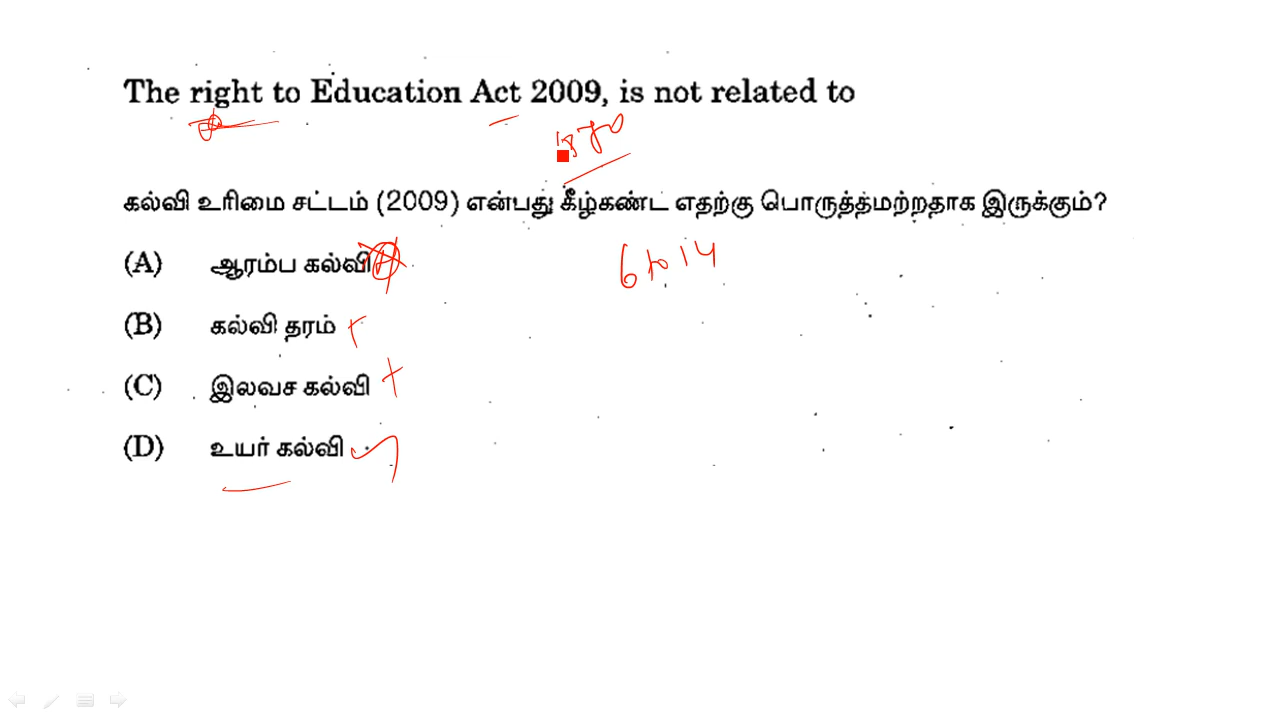 The right to Education Act 2009, is not related to
கல்வி உரிமை சட்டம் (2009) என்பது கீழ்கண்ட எதற்கு பொருத்த்மற்றதாக இருக்கும்?
(A) ஆரம்ப கல்வி
6 to 14
(B) கல்வி தரம்
(C) இலவச கல்வி
(D) உயர் கல்வி